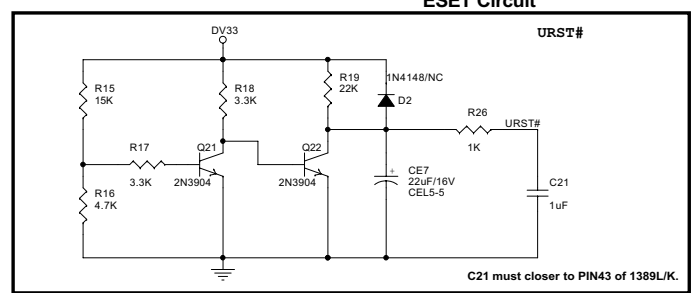 ESET Circuit
DV33
URST#
R15
15K
R18
3.3K
R19
22K
1N4148/NC
D2
R26
URST#
1K
R17
3.3K
Q21
2N3904
Q22
2N3904
R16
4.7K
+
CE7
22uF/16V
CEL5-5
C21
1uF
C21 must closer to PIN43 of 1389L/K.